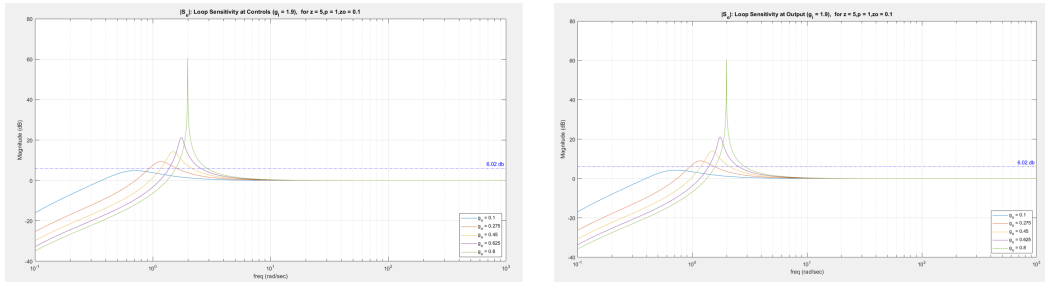 |S_e|: Loop Sensitivity at Controls (g_i = 1.9), for z = 5,p = 1,zo = 0.1
80
60
40
20
0
-20
-40
Magnitude (dB)
6.02 db
g_o = 0.1
g_o = 0.275
g_o = 0.45
g_o = 0.625
g_o = 0.8
10^-1
10^0
10^1
10^2
10^3
freq (rad/sec)
|S_e|: Loop Sensitivity at Output (g_i = 1.9), for z = 5,p = 1,zo = 0.1
80
60
40
20
0
-20
-40
Magnitude (dB)
6.02 db
g_o = 0.1
g_o = 0.275
g_o = 0.45
g_o = 0.625
g_o = 0.8
10^-1
10^0
10^1
10^2
10^3
freq (rad/sec)